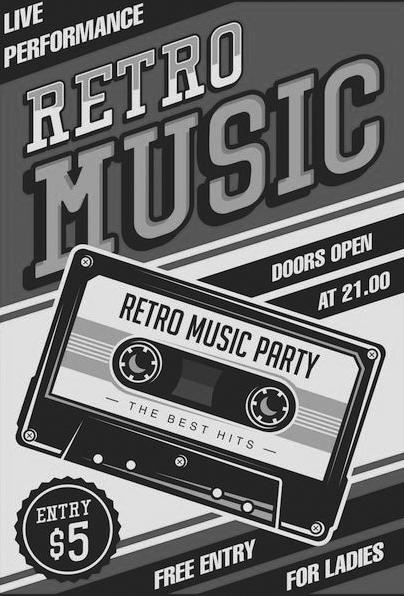 LIVE
PERFORMANCE
RETRO
MUSIC
DOORS OPEN
AT 21.00
RETRO MUSIC PARTY
— THE BEST HITS —
ENTRY
$5
FREE ENTRY
FOR LADIES